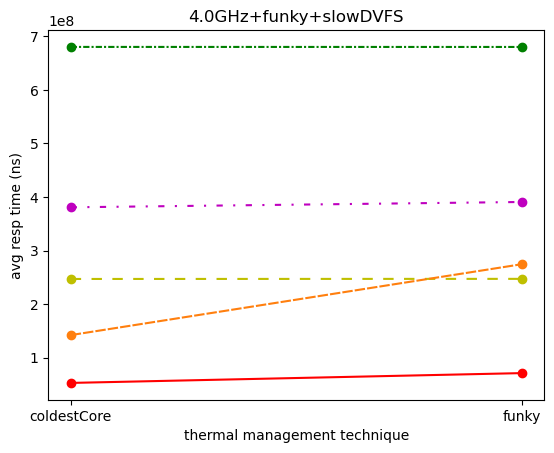 4.0GHz+funky+slowDVFS
1e8
7
6
5
4
3
2
1
avg resp time (ns)
coldestCore
funky
thermal management technique